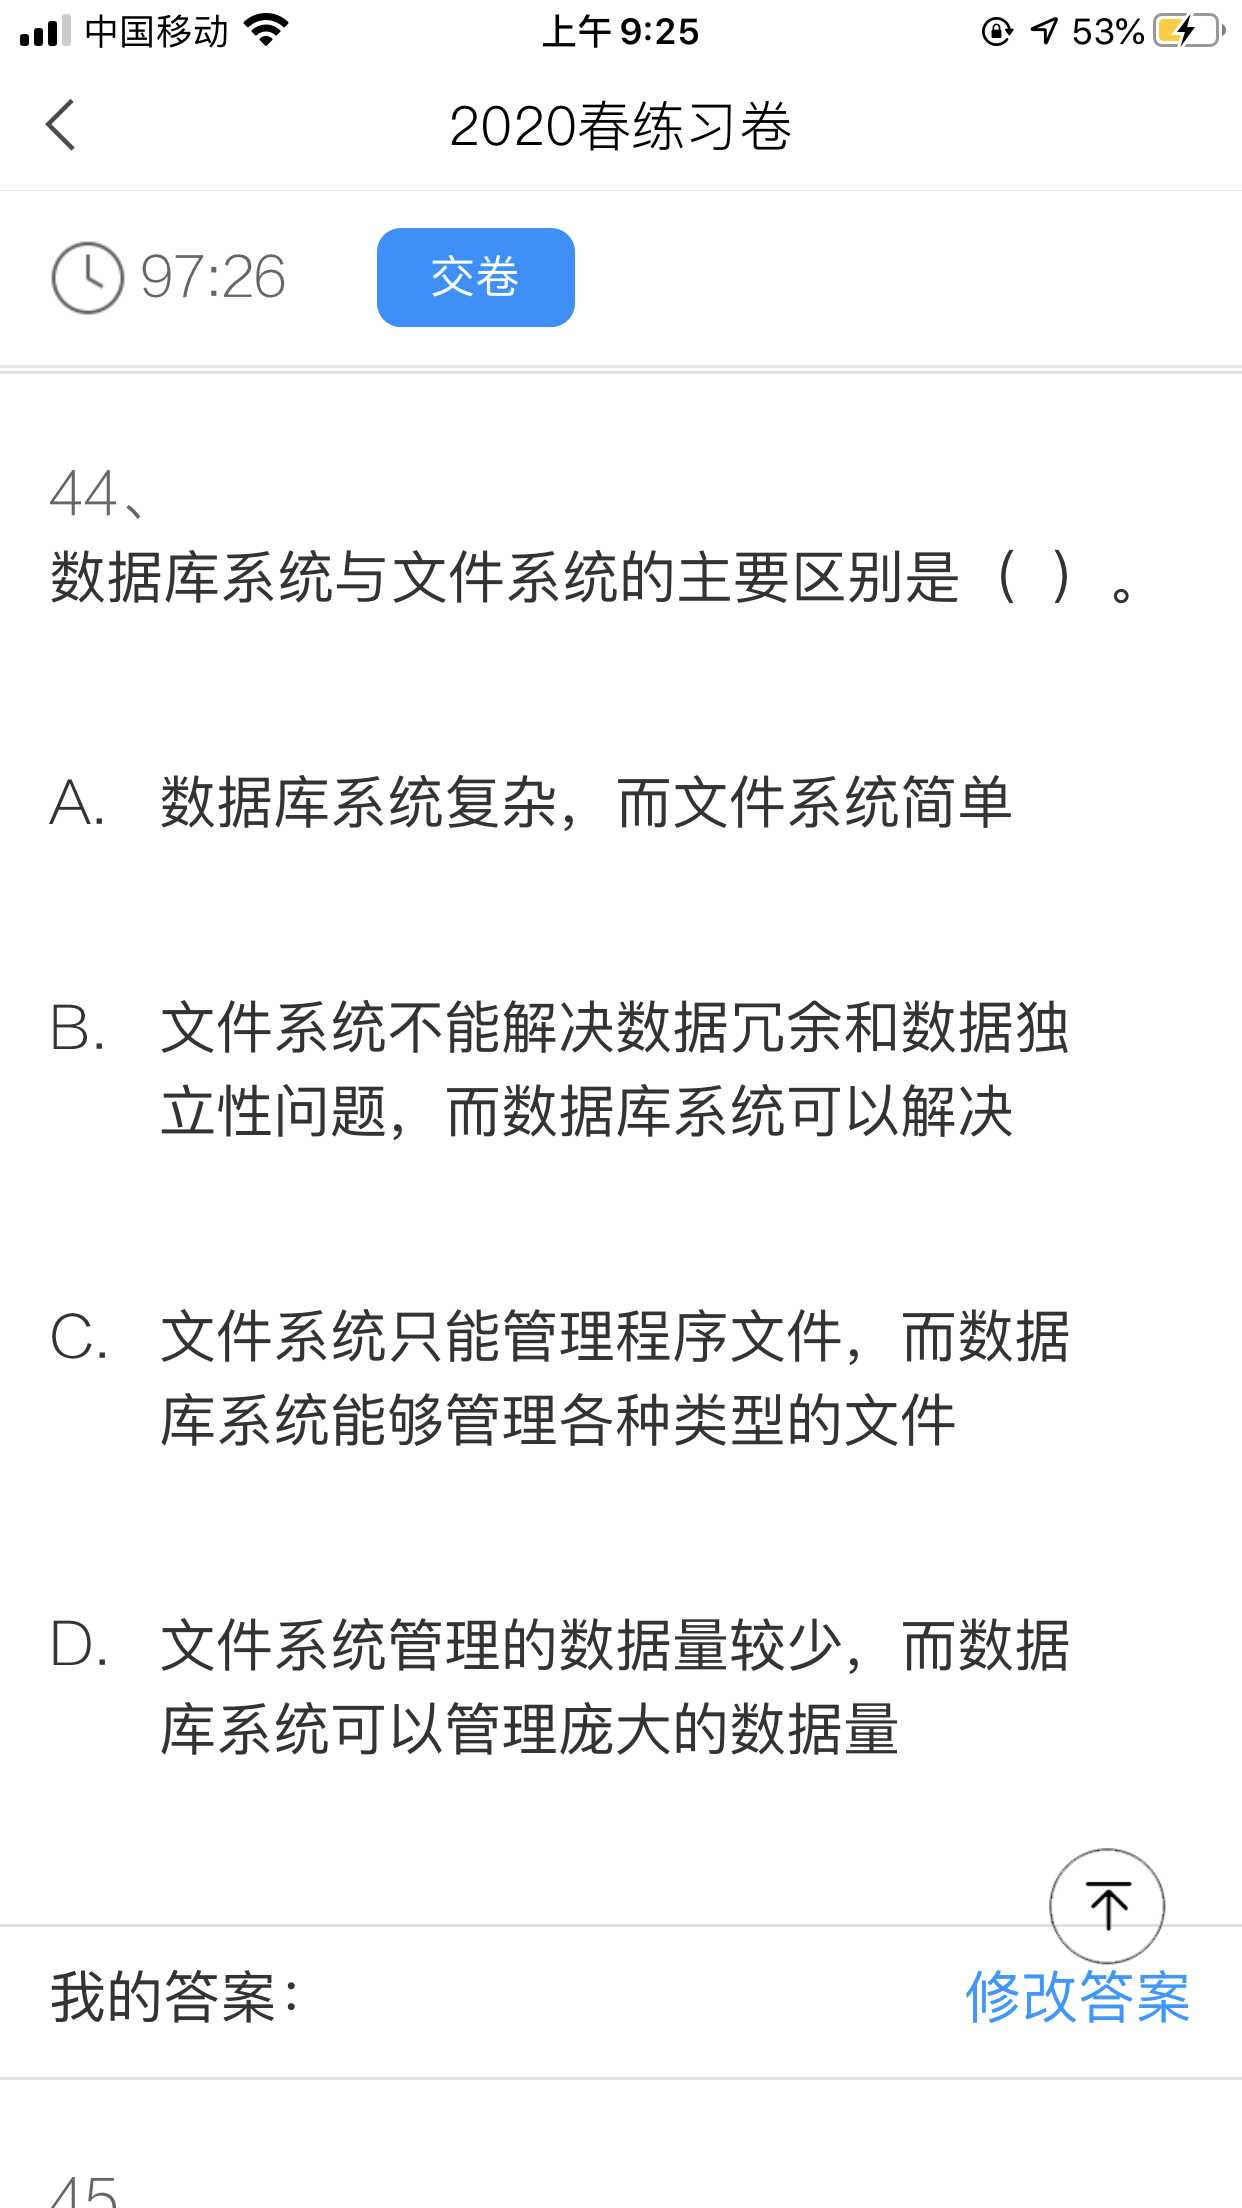 中国移动 上午 9:25 53%
2020春练习卷
97:26 交卷
44、
数据库系统与文件系统的主要区别是（ ）。
A. 数据库系统复杂，而文件系统简单
B. 文件系统不能解决数据冗余和数据独
立性问题，而数据库系统可以解决
C. 文件系统只能管理程序文件，而数据
库系统能够管理各种类型的文件
D. 文件系统管理的数据量较少，而数据
库系统可以管理庞大的数据量
我的答案： 修改答案
45